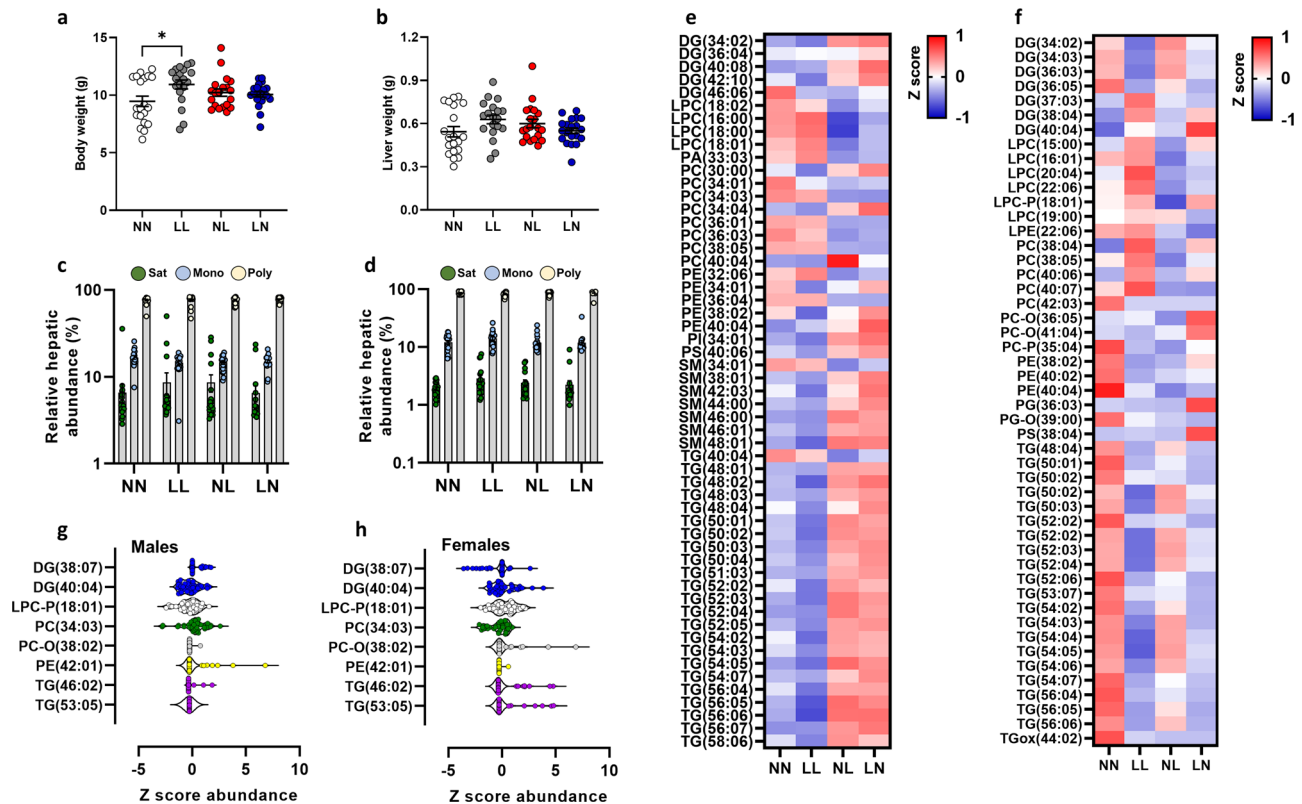 a
*
Body weight (g)
15
10
5
0
NN LL NL LN
b
Liver weight (g)
1.2
0.9
0.6
0.3
0.0
NN LL NL LN
c
Sat Mono Poly
Relative hepatic
abundance (%)
100
10
1
NN LL NL LN
d
Sat Mono Poly
Relative hepatic
abundance (%)
100
10
1
0.1
NN LL NL LN
g
Males
DG(38:07)
DG(40:04)
LPC-P(18:01)
PC(34:03)
PC-O(38:02)
PE(42:01)
TG(46:02)
TG(53:05)
-5 0 5 10
Z score abundance
h
Females
DG(38:07)
DG(40:04)
LPC-P(18:01)
PC(34:03)
PC-O(38:02)
PE(42:01)
TG(46:02)
TG(53:05)
-5 0 5 10
Z score abundance
e
DG(34:02)
DG(36:04)
DG(40:08)
DG(42:10)
DG(46:06)
LPC(18:02)
LPC(16:00)
LPC(18:00)
LPC(18:01)
PA(33:03)
PC(30:00)
PC(34:01)
PC(34:03)
PC(34:04)
PC(36:01)
PC(36:03)
PC(38:05)
PC(40:04)
PE(32:06)
PE(34:01)
PE(36:04)
PE(38:02)
PE(40:04)
PI(34:01)
PS(40:06)
SM(34:01)
SM(38:01)
SM(42:03)
SM(44:00)
SM(46:00)
SM(46:01)
SM(48:01)
TG(40:04)
TG(48:01)
TG(48:02)
TG(48:03)
TG(48:04)
TG(50:01)
TG(50:02)
TG(50:03)
TG(50:04)
TG(51:03)
TG(52:02)
TG(52:03)
TG(52:04)
TG(52:05)
TG(54:02)
TG(54:03)
TG(54:05)
TG(54:07)
TG(56:04)
TG(56:05)
TG(56:06)
TG(56:07)
TG(58:06)
NN LL NL LN
Z score
1
0
-1
f
DG(34:02)
DG(34:03)
DG(36:03)
DG(36:05)
DG(37:03)
DG(38:04)
DG(40:04)
LPC(15:00)
LPC(16:01)
LPC(20:04)
LPC(22:06)
LPC-P(18:01)
LPC(19:00)
LPE(22:06)
PC(38:04)
PC(38:05)
PC(40:06)
PC(40:07)
PC(42:03)
PC-O(36:05)
PC-O(41:04)
PC-P(35:04)
PE(38:02)
PE(40:02)
PE(40:04)
PG(36:03)
PG-O(39:00)
PS(38:04)
TG(48:04)
TG(50:01)
TG(50:02)
TG(50:02)
TG(50:03)
TG(52:02)
TG(52:02)
TG(52:03)
TG(52:04)
TG(52:06)
TG(53:07)
TG(54:02)
TG(54:03)
TG(54:04)
TG(54:05)
TG(54:06)
TG(54:07)
TG(56:04)
TG(56:05)
TG(56:06)
TGox(44:02)
NN LL NL LN
Z score
1
0
-1